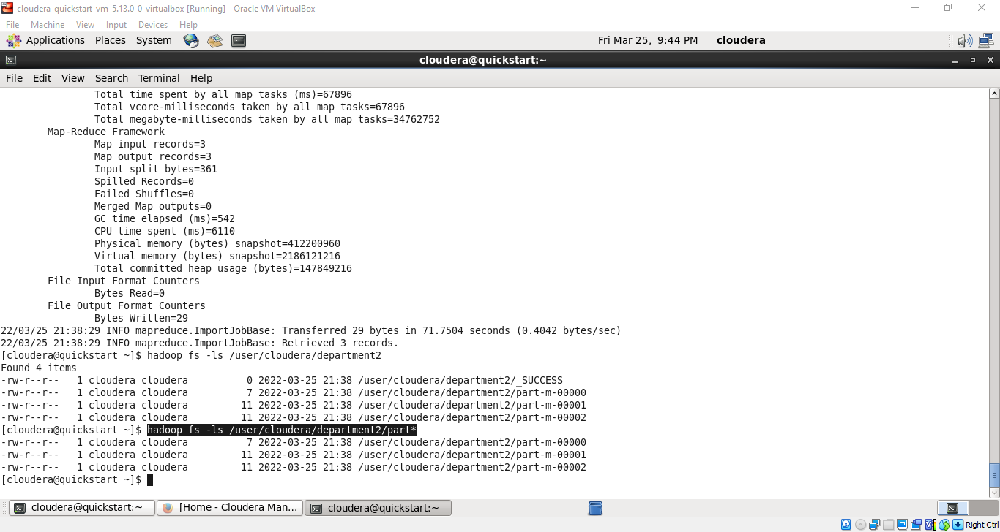 cloudera-quickstart-vm-5.13.0-0-virtualbox [Running] - Oracle VM VirtualBox
File Machine View Input Devices Help
Applications Places System Fri Mar 25, 9:44 PM cloudera
cloudera@quickstart:~
File Edit View Search Terminal Help
Total time spent by all map tasks (ms)=67896
Total vcore-milliseconds taken by all map tasks=67896
Total megabyte-milliseconds taken by all map tasks=34762752
Map-Reduce Framework
Map input records=3
Map output records=3
Input split bytes=361
Spilled Records=0
Failed Shuffles=0
Merged Map outputs=0
GC time elapsed (ms)=542
CPU time spent (ms)=6110
Physical memory (bytes) snapshot=412200960
Virtual memory (bytes) snapshot=2186121216
Total committed heap usage (bytes)=147849216
File Input Format Counters
Bytes Read=0
File Output Format Counters
Bytes Written=29
22/03/25 21:38:29 INFO mapreduce.ImportJobBase: Transferred 29 bytes in 71.7504 seconds (0.4042 bytes/sec)
22/03/25 21:38:29 INFO mapreduce.ImportJobBase: Retrieved 3 records.
[cloudera@quickstart ~]$ hadoop fs -ls /user/cloudera/department2
Found 4 items
-rw-r--r-- 1 cloudera cloudera 0 2022-03-25 21:38 /user/cloudera/department2/_SUCCESS
-rw-r--r-- 1 cloudera cloudera 7 2022-03-25 21:38 /user/cloudera/department2/part-m-00000
-rw-r--r-- 1 cloudera cloudera 11 2022-03-25 21:38 /user/cloudera/department2/part-m-00001
-rw-r--r-- 1 cloudera cloudera 11 2022-03-25 21:38 /user/cloudera/department2/part-m-00002
[cloudera@quickstart ~]$ hadoop fs -ls /user/cloudera/department2/part*
-rw-r--r-- 1 cloudera cloudera 7 2022-03-25 21:38 /user/cloudera/department2/part-m-00000
-rw-r--r-- 1 cloudera cloudera 11 2022-03-25 21:38 /user/cloudera/department2/part-m-00001
-rw-r--r-- 1 cloudera cloudera 11 2022-03-25 21:38 /user/cloudera/department2/part-m-00002
[cloudera@quickstart ~]$
cloudera@quickstart:~ [Home - Cloudera Man... cloudera@quickstart:~
Right Ctrl